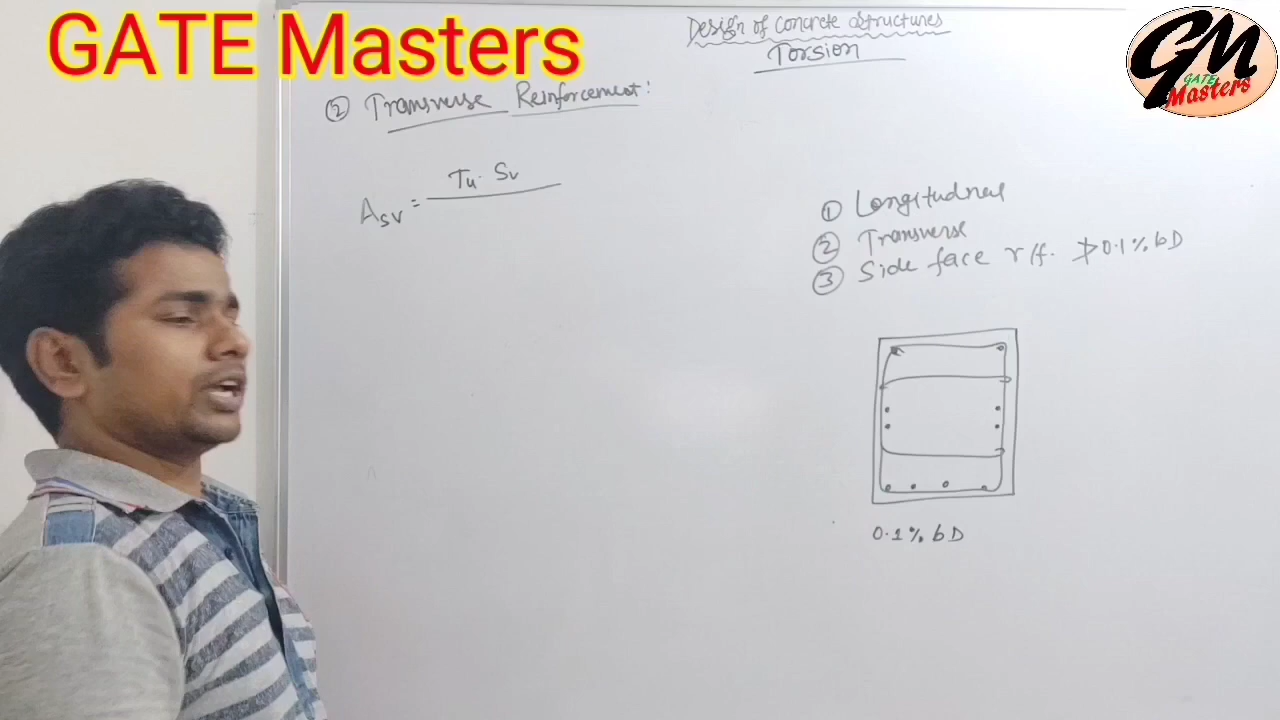 GATE Masters
GM
GATE
Masters
Design of Concrete Structures
Torsion
② Transverse Reinforcement:
Asv = Tu. Sv
① Longitudnal
② Transverse
③ Side face r/f. ≯ 0.1% bD
0.1% bD